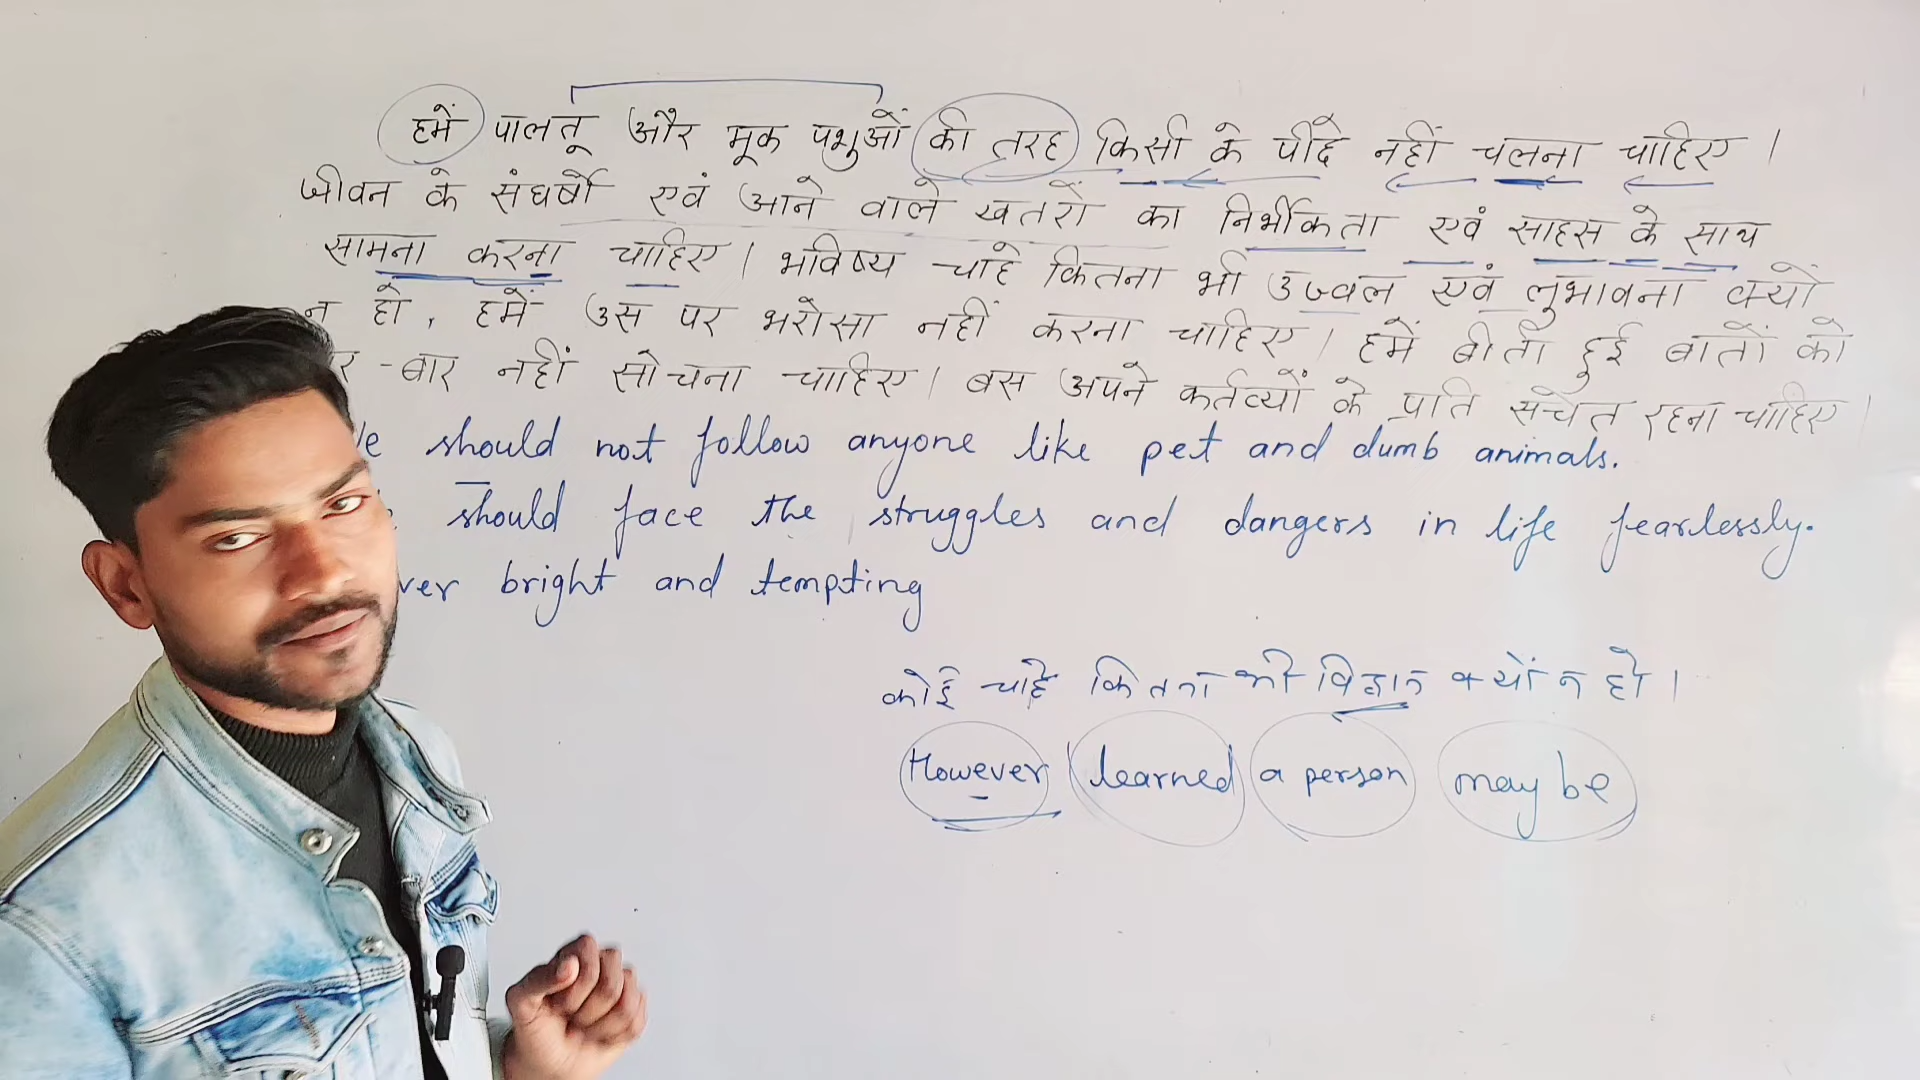 हमें पालतू और मूक पशुओं की तरह किसी के पीछे नहीं चलना चाहिए ।
जीवन के संघर्षों एवं आने वाले खतरों का निर्भीकता एवं साहस के साथ
सामना करना चाहिए । भविष्य चाहे कितना भी उज्वल एवं लुभावना क्यों
न हो , हमें उस पर भरोसा नहीं करना चाहिए । हमें बीती हुई बातों को
र -बार नहीं सोचना चाहिए । बस अपने कर्तव्यों के प्रति सचेत रहना चाहिए ।
e should not follow anyone like pet and dumb animals.
should face the struggles and dangers in life fearlessly.
ver bright and tempting
कोई चाहे कितना भी विद्वान क्यों न हो ।
However learned a person may be